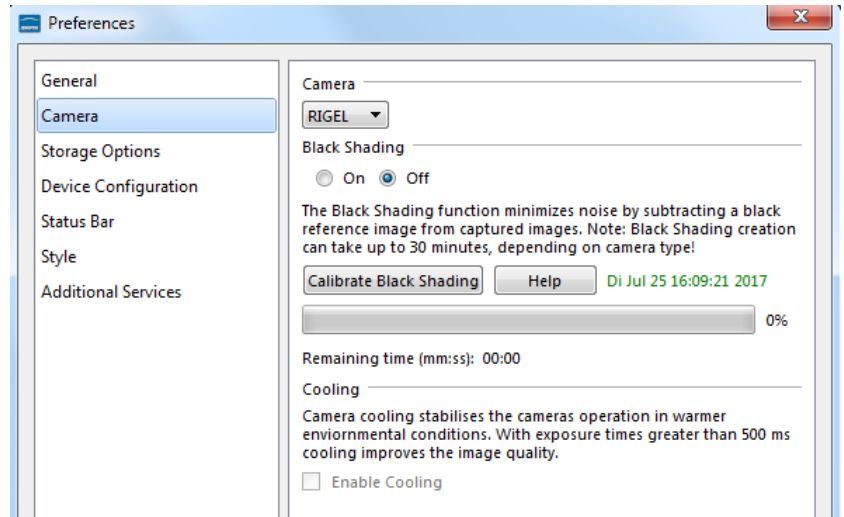 Preferences
General
Camera
Storage Options
Device Configuration
Status Bar
Style
Additional Services
Camera
RIGEL
Black Shading
On Off
The Black Shading function minimizes noise by subtracting a black
reference image from captured images. Note: Black Shading creation
can take up to 30 minutes, depending on camera type!
Calibrate Black Shading Help Di Jul 25 16:09:21 2017
0%
Remaining time (mm:ss): 00:00
Cooling
Camera cooling stabilises the cameras operation in warmer
enviornmental conditions. With exposure times greater than 500 ms
cooling improves the image quality.
Enable Cooling